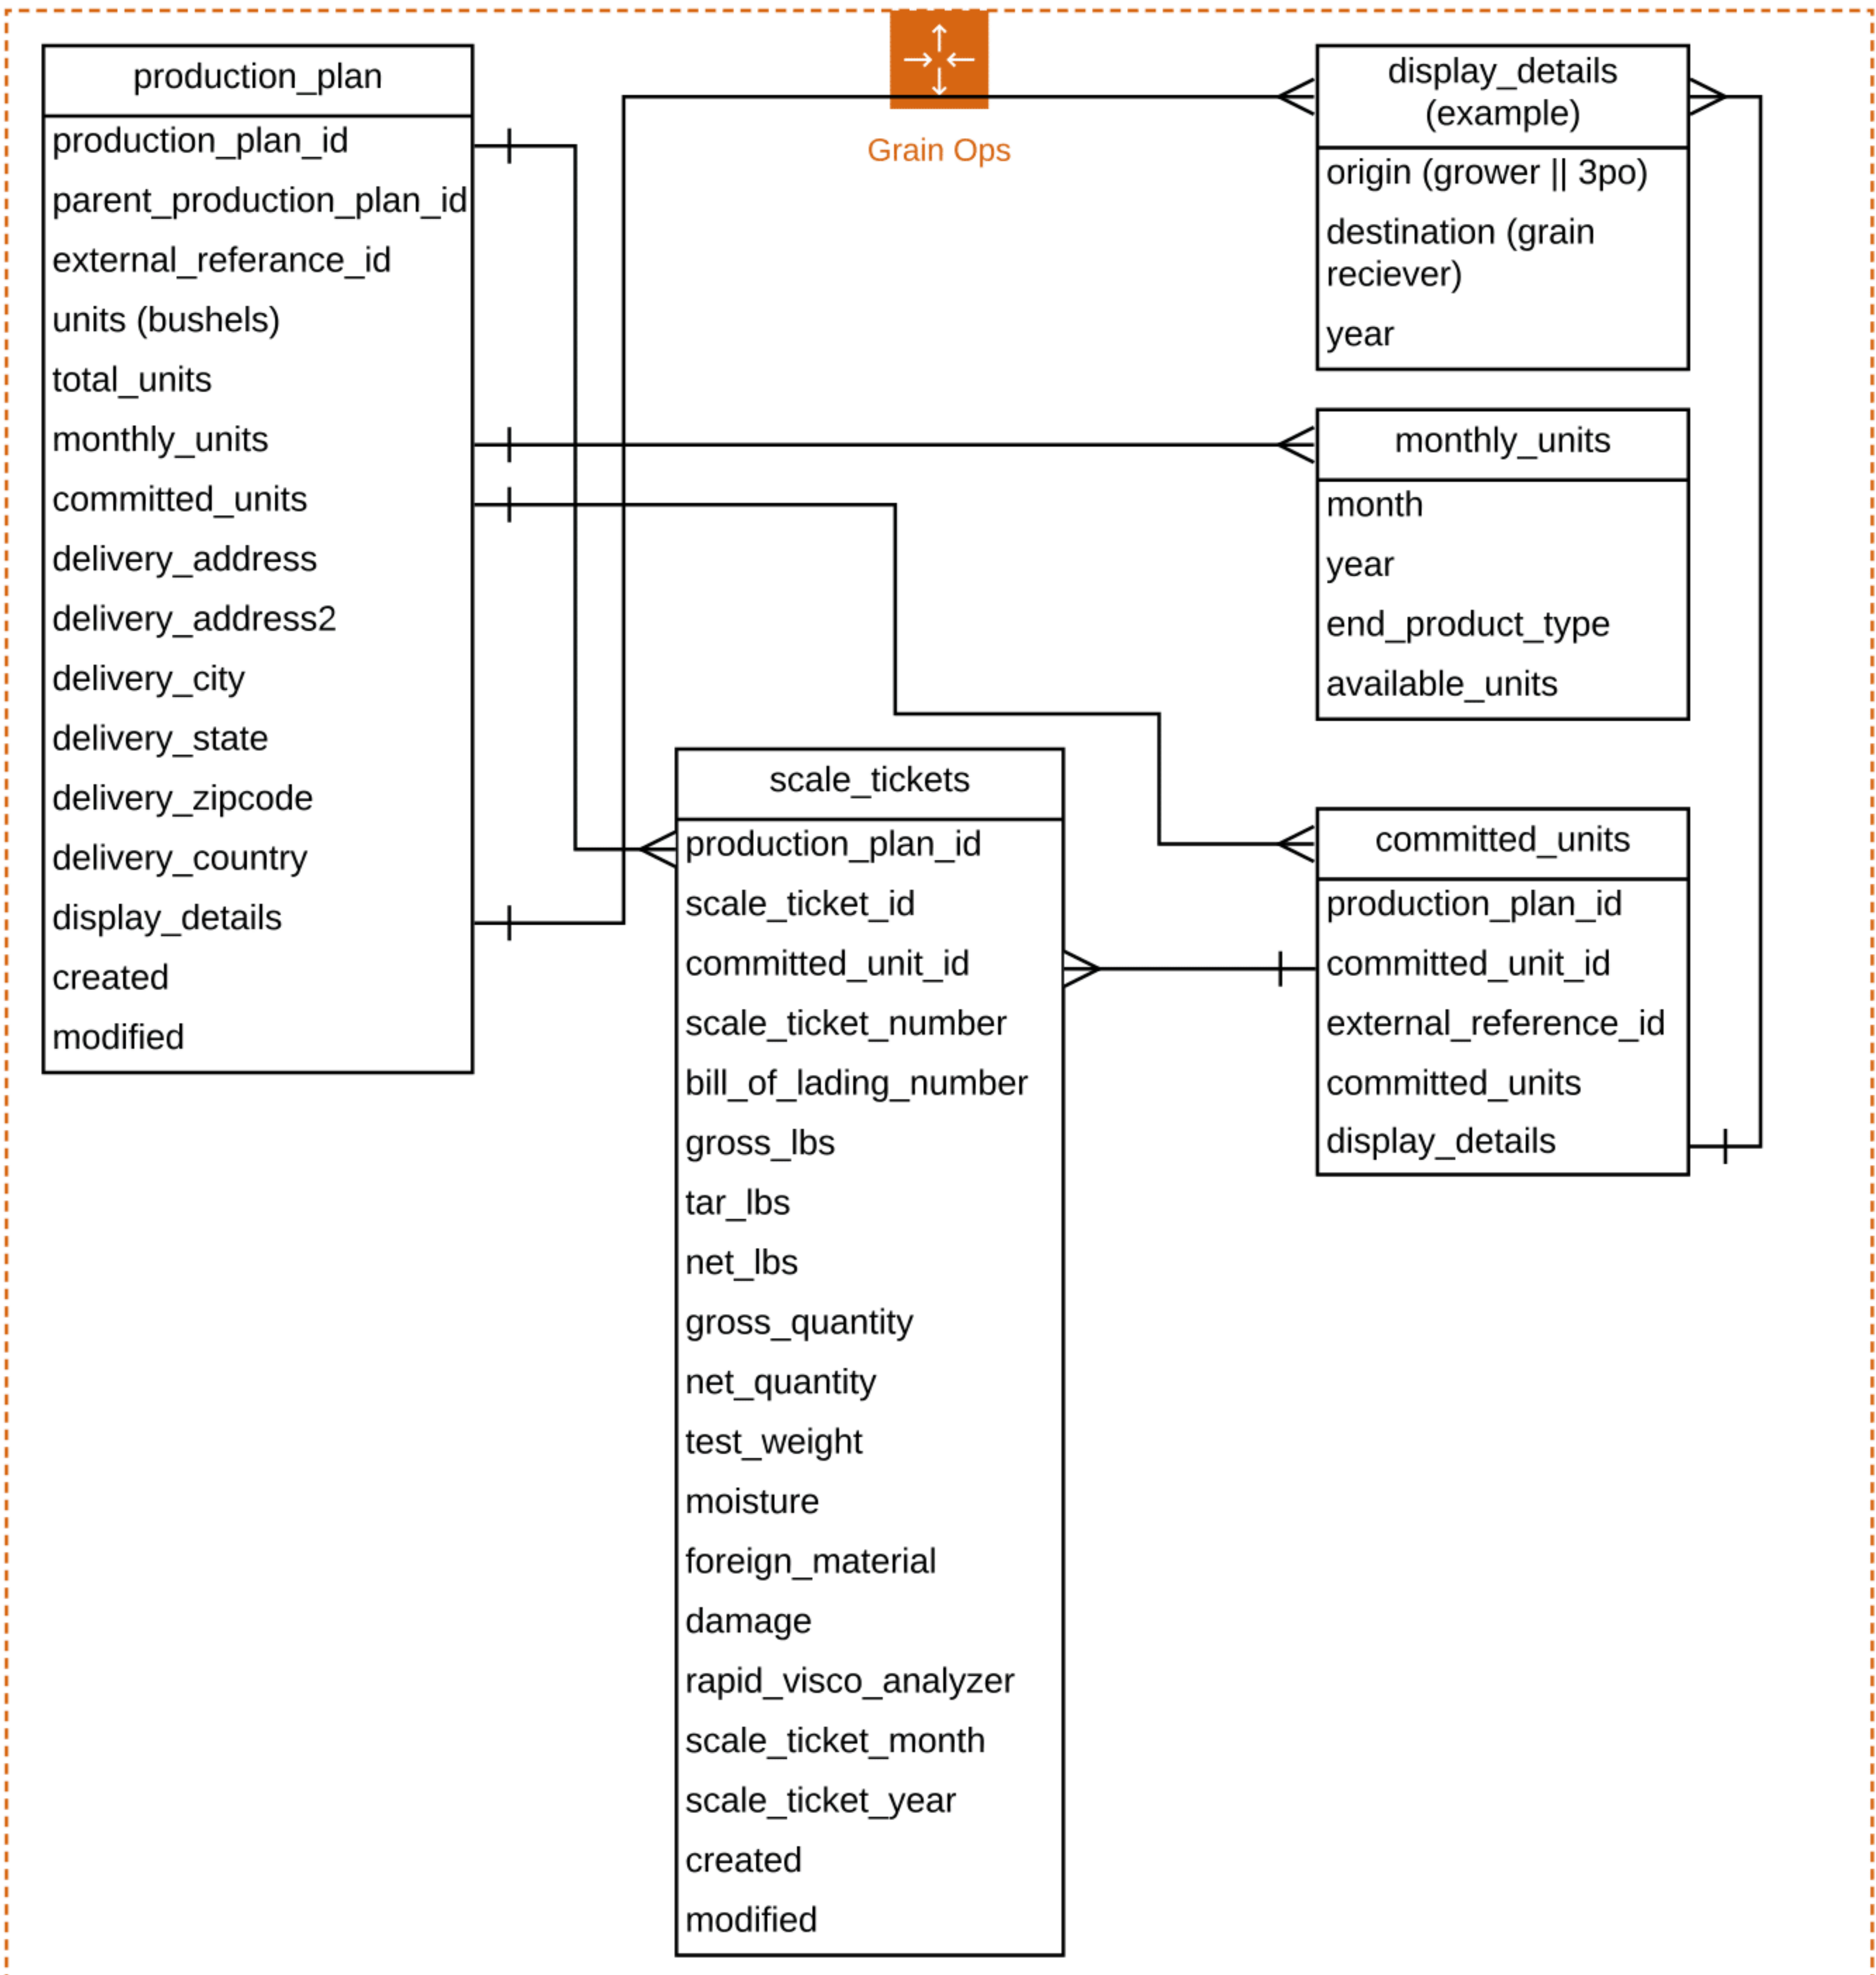 production_plan
production_plan_id
parent_production_plan_id
external_referance_id
units (bushels)
total_units
monthly_units
committed_units
delivery_address
delivery_address2
delivery_city
delivery_state
delivery_zipcode
delivery_country
display_details
created
modified
Grain Ops
display_details
(example)
origin (grower || 3po)
destination (grain
reciever)
year
monthly_units
month
year
end_product_type
available_units
scale_tickets
production_plan_id
scale_ticket_id
committed_unit_id
scale_ticket_number
bill_of_lading_number
gross_lbs
tar_lbs
net_lbs
gross_quantity
net_quantity
test_weight
moisture
foreign_material
damage
rapid_visco_analyzer
scale_ticket_month
scale_ticket_year
created
modified
committed_units
production_plan_id
committed_unit_id
external_reference_id
committed_units
display_details